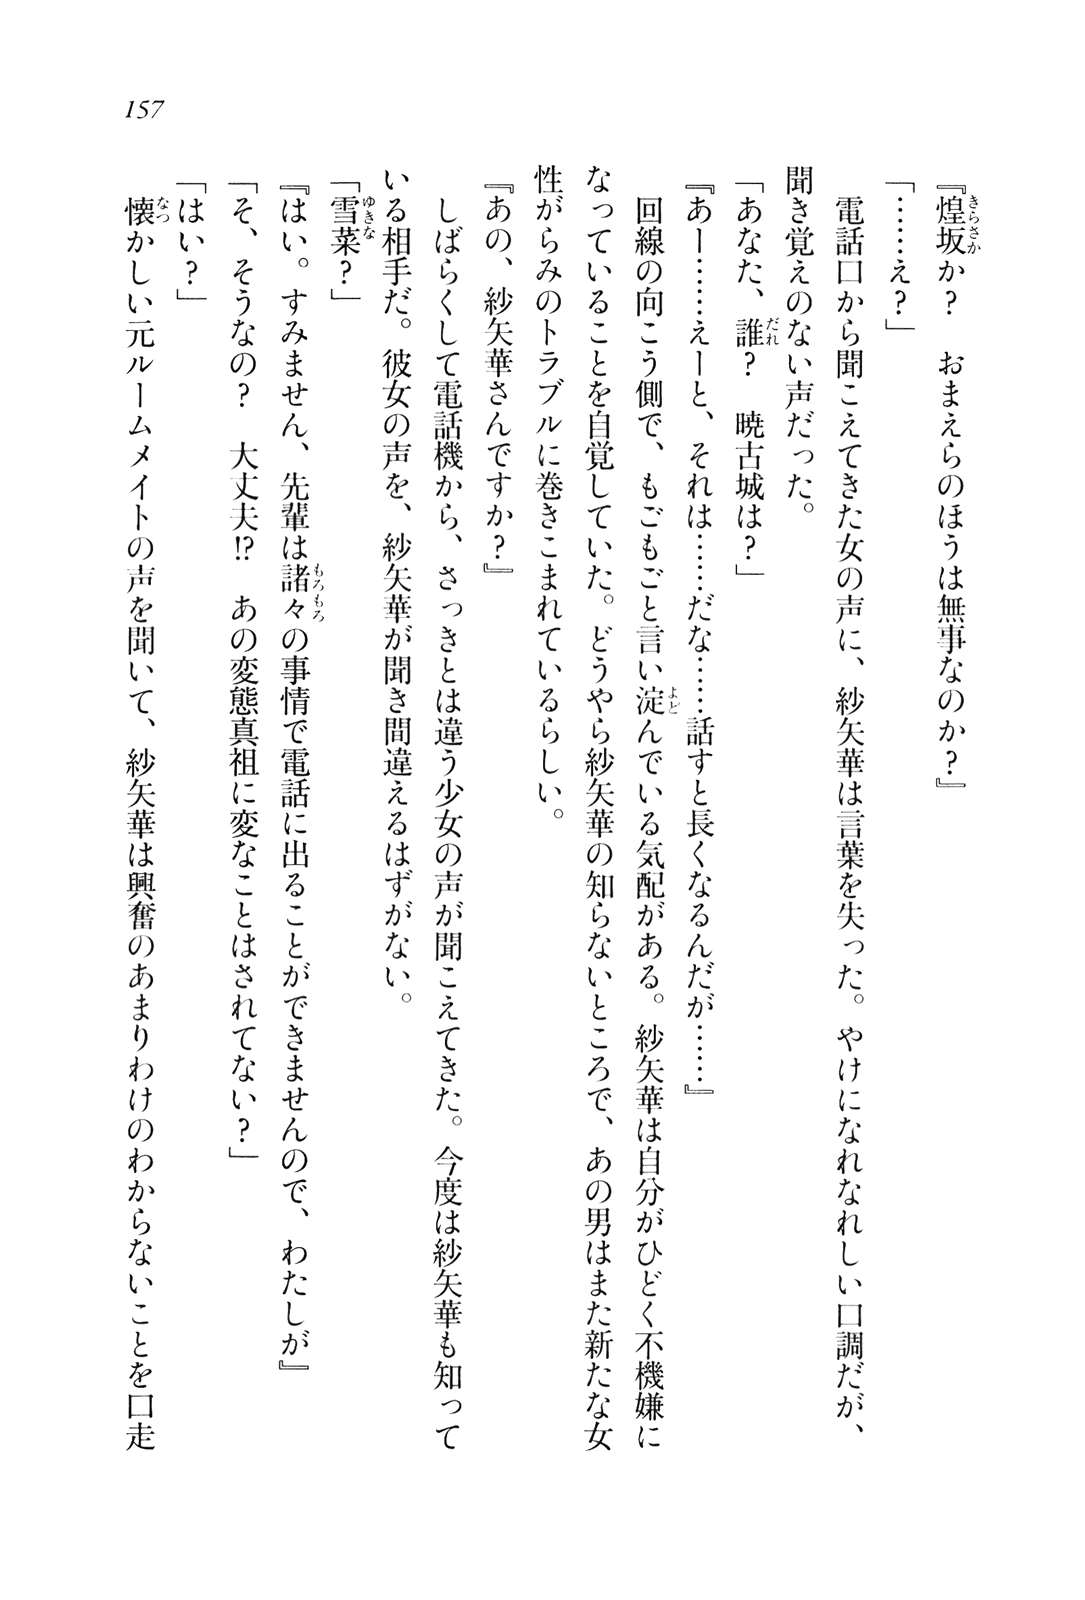 157
『煌坂か？　おまえらのほうは無事なのか？』
「……え？」
　電話口から聞こえてきた女の声に、紗矢華は言葉を失った。やけになれなれしい口調だが、
聞き覚えのない声だった。
「あなた、誰？　暁古城は？」
『あー……えーと、それは……だな……話すと長くなるんだが……』
　回線の向こう側で、もごもごと言い淀んでいる気配がある。紗矢華は自分がひどく不機嫌に
なっていることを自覚していた。どうやら紗矢華の知らないところで、あの男はまた新たな女
性がらみのトラブルに巻きこまれているらしい。
『あの、紗矢華さんですか？』
　しばらくして電話機から、さっきとは違う少女の声が聞こえてきた。今度は紗矢華も知って
いる相手だ。彼女の声を、紗矢華が聞き間違えるはずがない。
「雪菜？」
『はい。すみません、先輩は諸々の事情で電話に出ることができませんので、わたしが』
「そ、そうなの？　大丈夫!?　あの変態真祖に変なことはされてない？」
「はい？」
　懐かしい元ルームメイトの声を聞いて、紗矢華は興奮のあまりわけのわからないことを口走